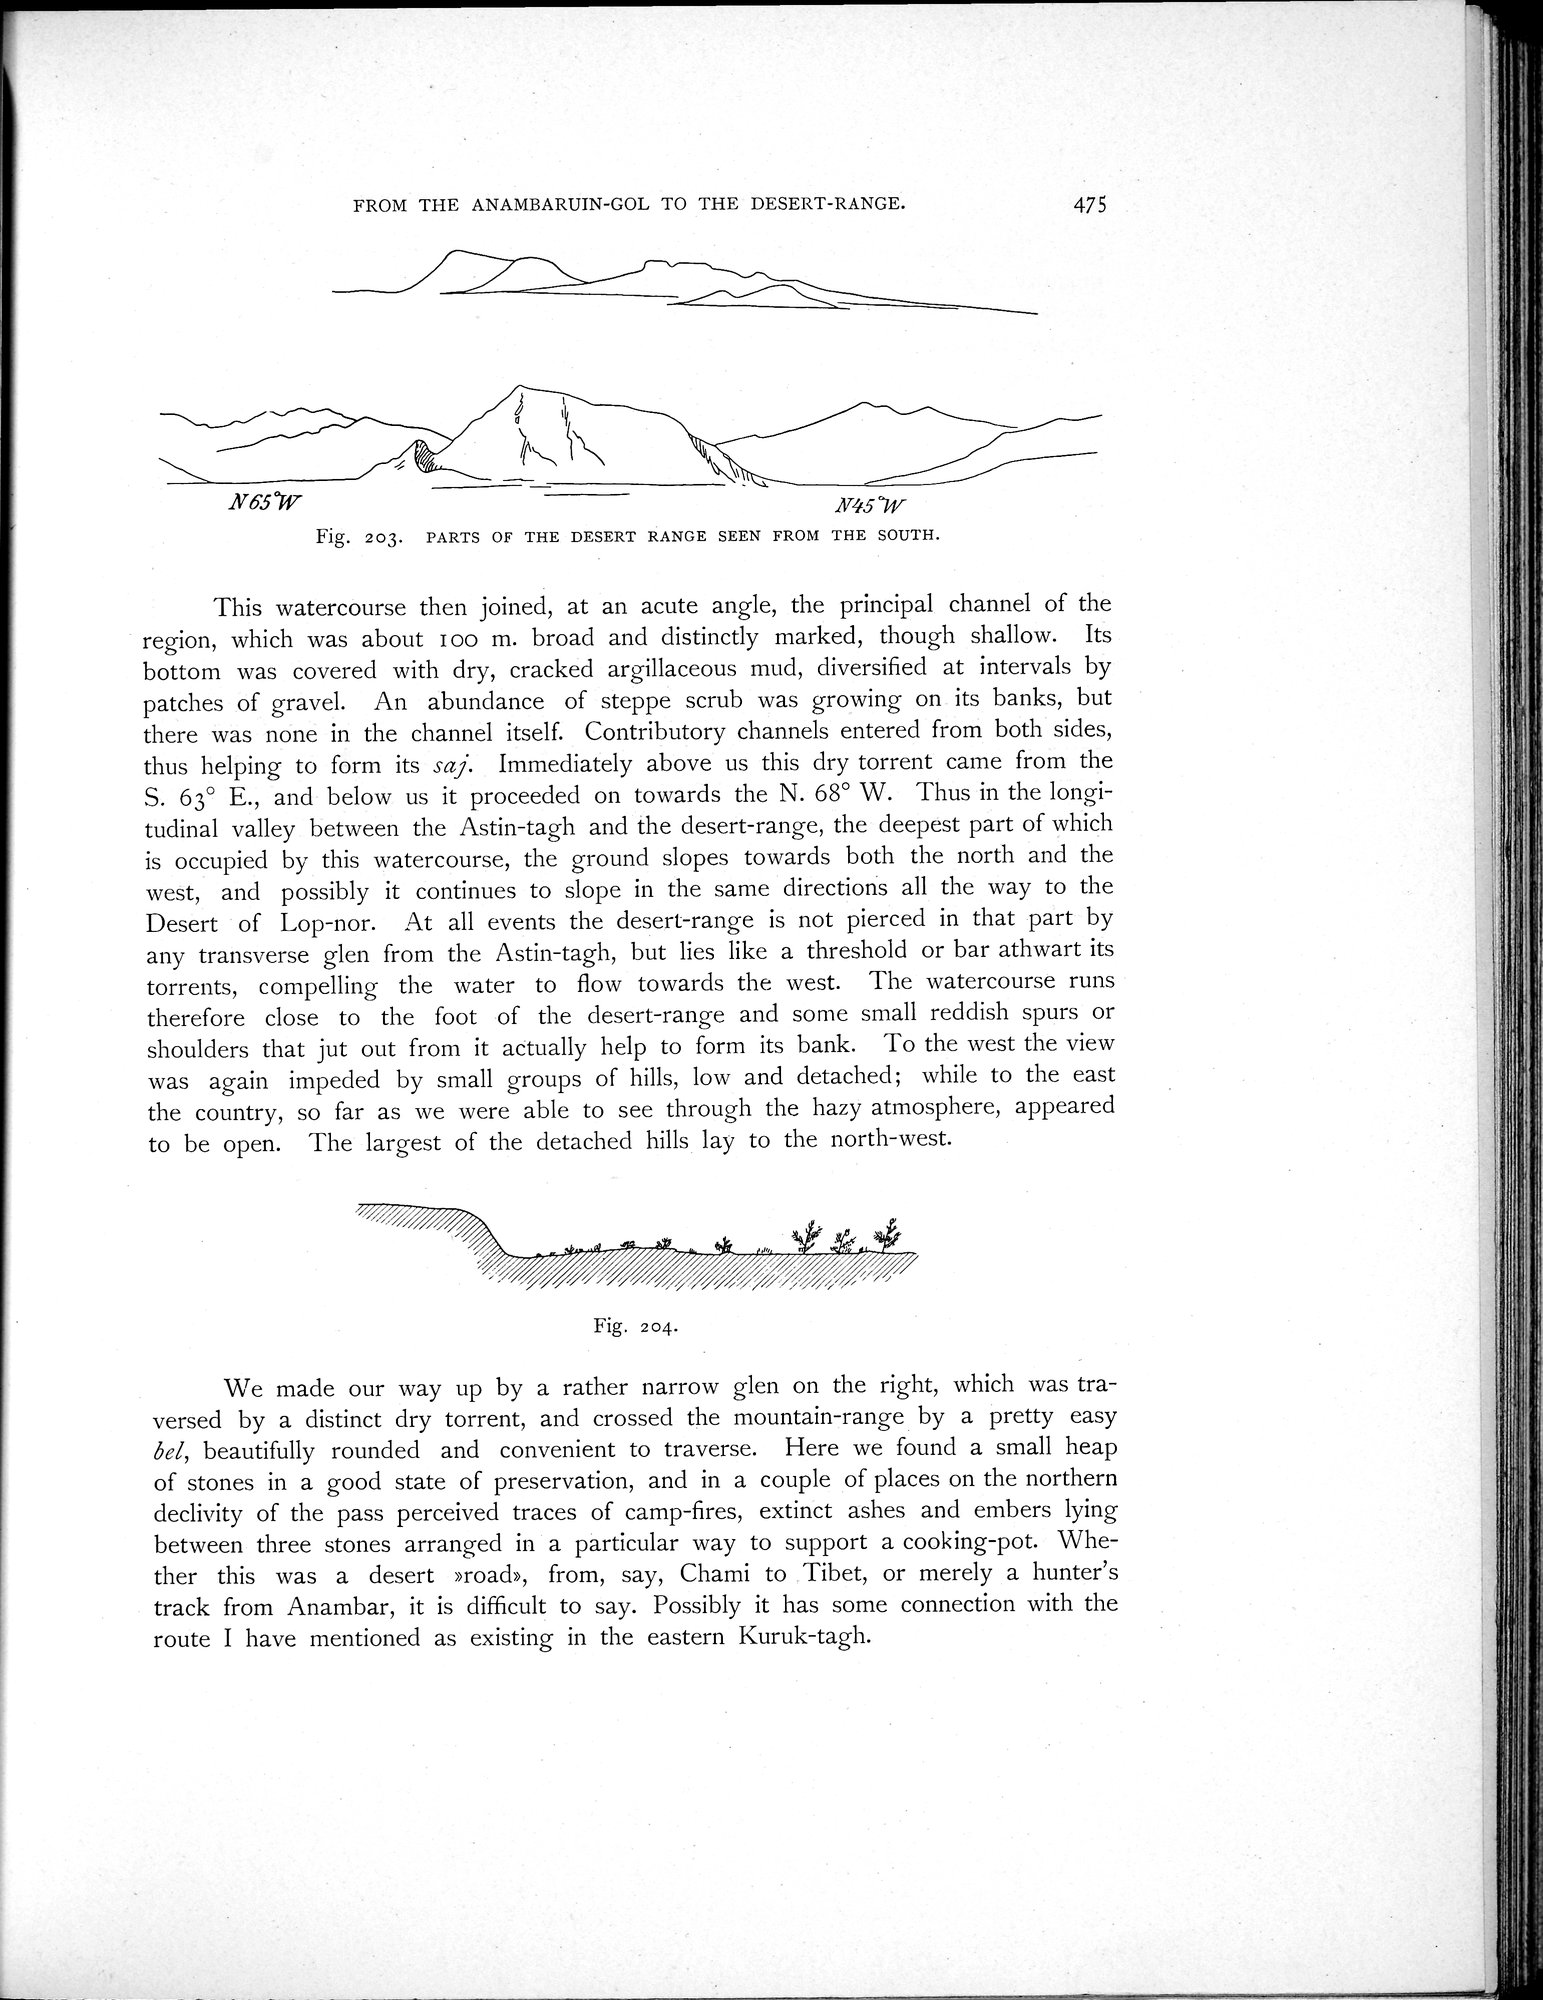 FROM THE ANAMBARUIN-GOL TO THE DESERT-RANGE. 475
N65°W N45°W
Fig. 203. PARTS OF THE DESERT RANGE SEEN FROM THE SOUTH.
This watercourse then joined, at an acute angle, the principal channel of the
region, which was about 100 m. broad and distinctly marked, though shallow. Its
bottom was covered with dry, cracked argillaceous mud, diversified at intervals by
patches of gravel. An abundance of steppe scrub was growing on its banks, but
there was none in the channel itself. Contributory channels entered from both sides,
thus helping to form its saj. Immediately above us this dry torrent came from the
S. 63° E., and below us it proceeded on towards the N. 68° W. Thus in the longi-
tudinal valley between the Astin-tagh and the desert-range, the deepest part of which
is occupied by this watercourse, the ground slopes towards both the north and the
west, and possibly it continues to slope in the same directions all the way to the
Desert of Lop-nor. At all events the desert-range is not pierced in that part by
any transverse glen from the Astin-tagh, but lies like a threshold or bar athwart its
torrents, compelling the water to flow towards the west. The watercourse runs
therefore close to the foot of the desert-range and some small reddish spurs or
shoulders that jut out from it actually help to form its bank. To the west the view
was again impeded by small groups of hills, low and detached; while to the east
the country, so far as we were able to see through the hazy atmosphere, appeared
to be open. The largest of the detached hills lay to the north-west.
Fig. 204.
We made our way up by a rather narrow glen on the right, which was tra-
versed by a distinct dry torrent, and crossed the mountain-range by a pretty easy
bel, beautifully rounded and convenient to traverse. Here we found a small heap
of stones in a good state of preservation, and in a couple of places on the northern
declivity of the pass perceived traces of camp-fires, extinct ashes and embers lying
between three stones arranged in a particular way to support a cooking-pot. Whe-
ther this was a desert »road», from, say, Chami to Tibet, or merely a hunter's
track from Anambar, it is difficult to say. Possibly it has some connection with the
route I have mentioned as existing in the eastern Kuruk-tagh.